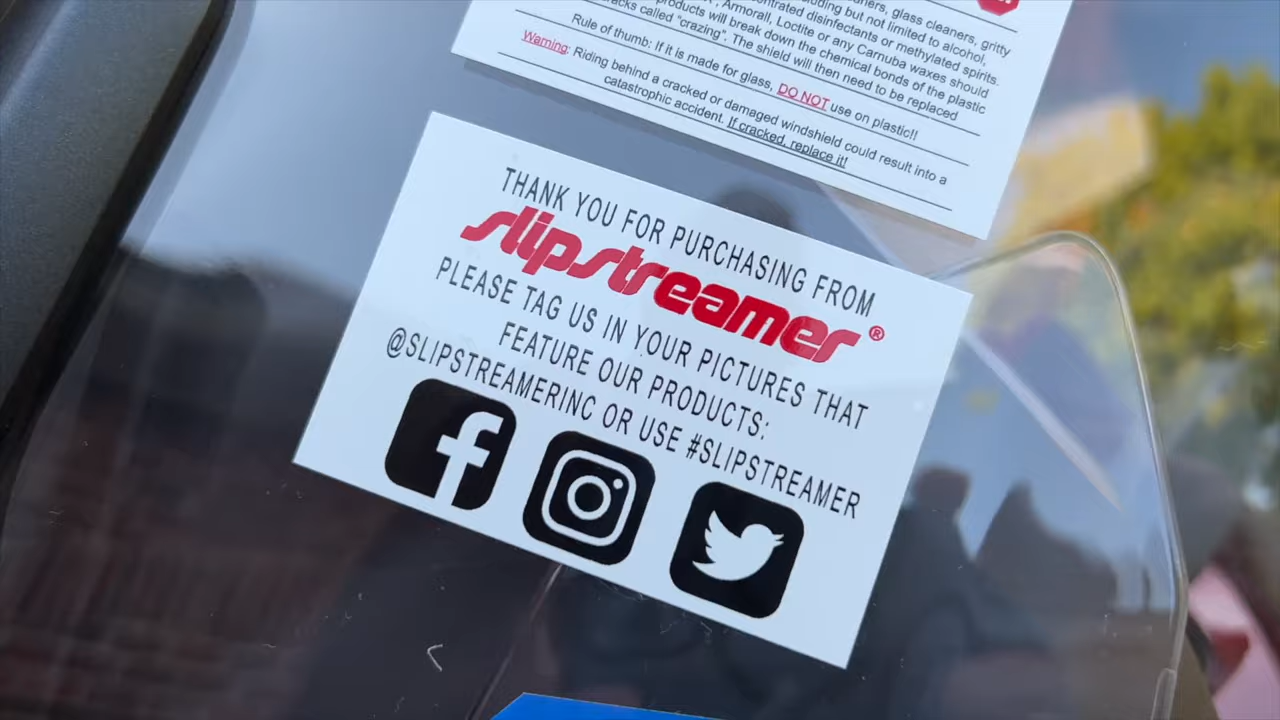 luding but not limited to alcohol,
ners, glass cleaners, gritty
Armorall, Loctite or any Carnuba waxes should
ntrated disinfectants or methylated spirits.
products will break down the chemical bonds of the plastic
racks called "crazing". The shield will then need to be replaced
Rule of thumb: If it is made for glass, DO NOT use on plastic!!
Warning: Riding behind a cracked or damaged windshield could result into a
catastrophic accident. If cracked, replace it!
THANK YOU FOR PURCHASING FROM
slipstreamer®
PLEASE TAG US IN YOUR PICTURES THAT
FEATURE OUR PRODUCTS:
@SLIPSTREAMERINC OR USE #SLIPSTREAMER